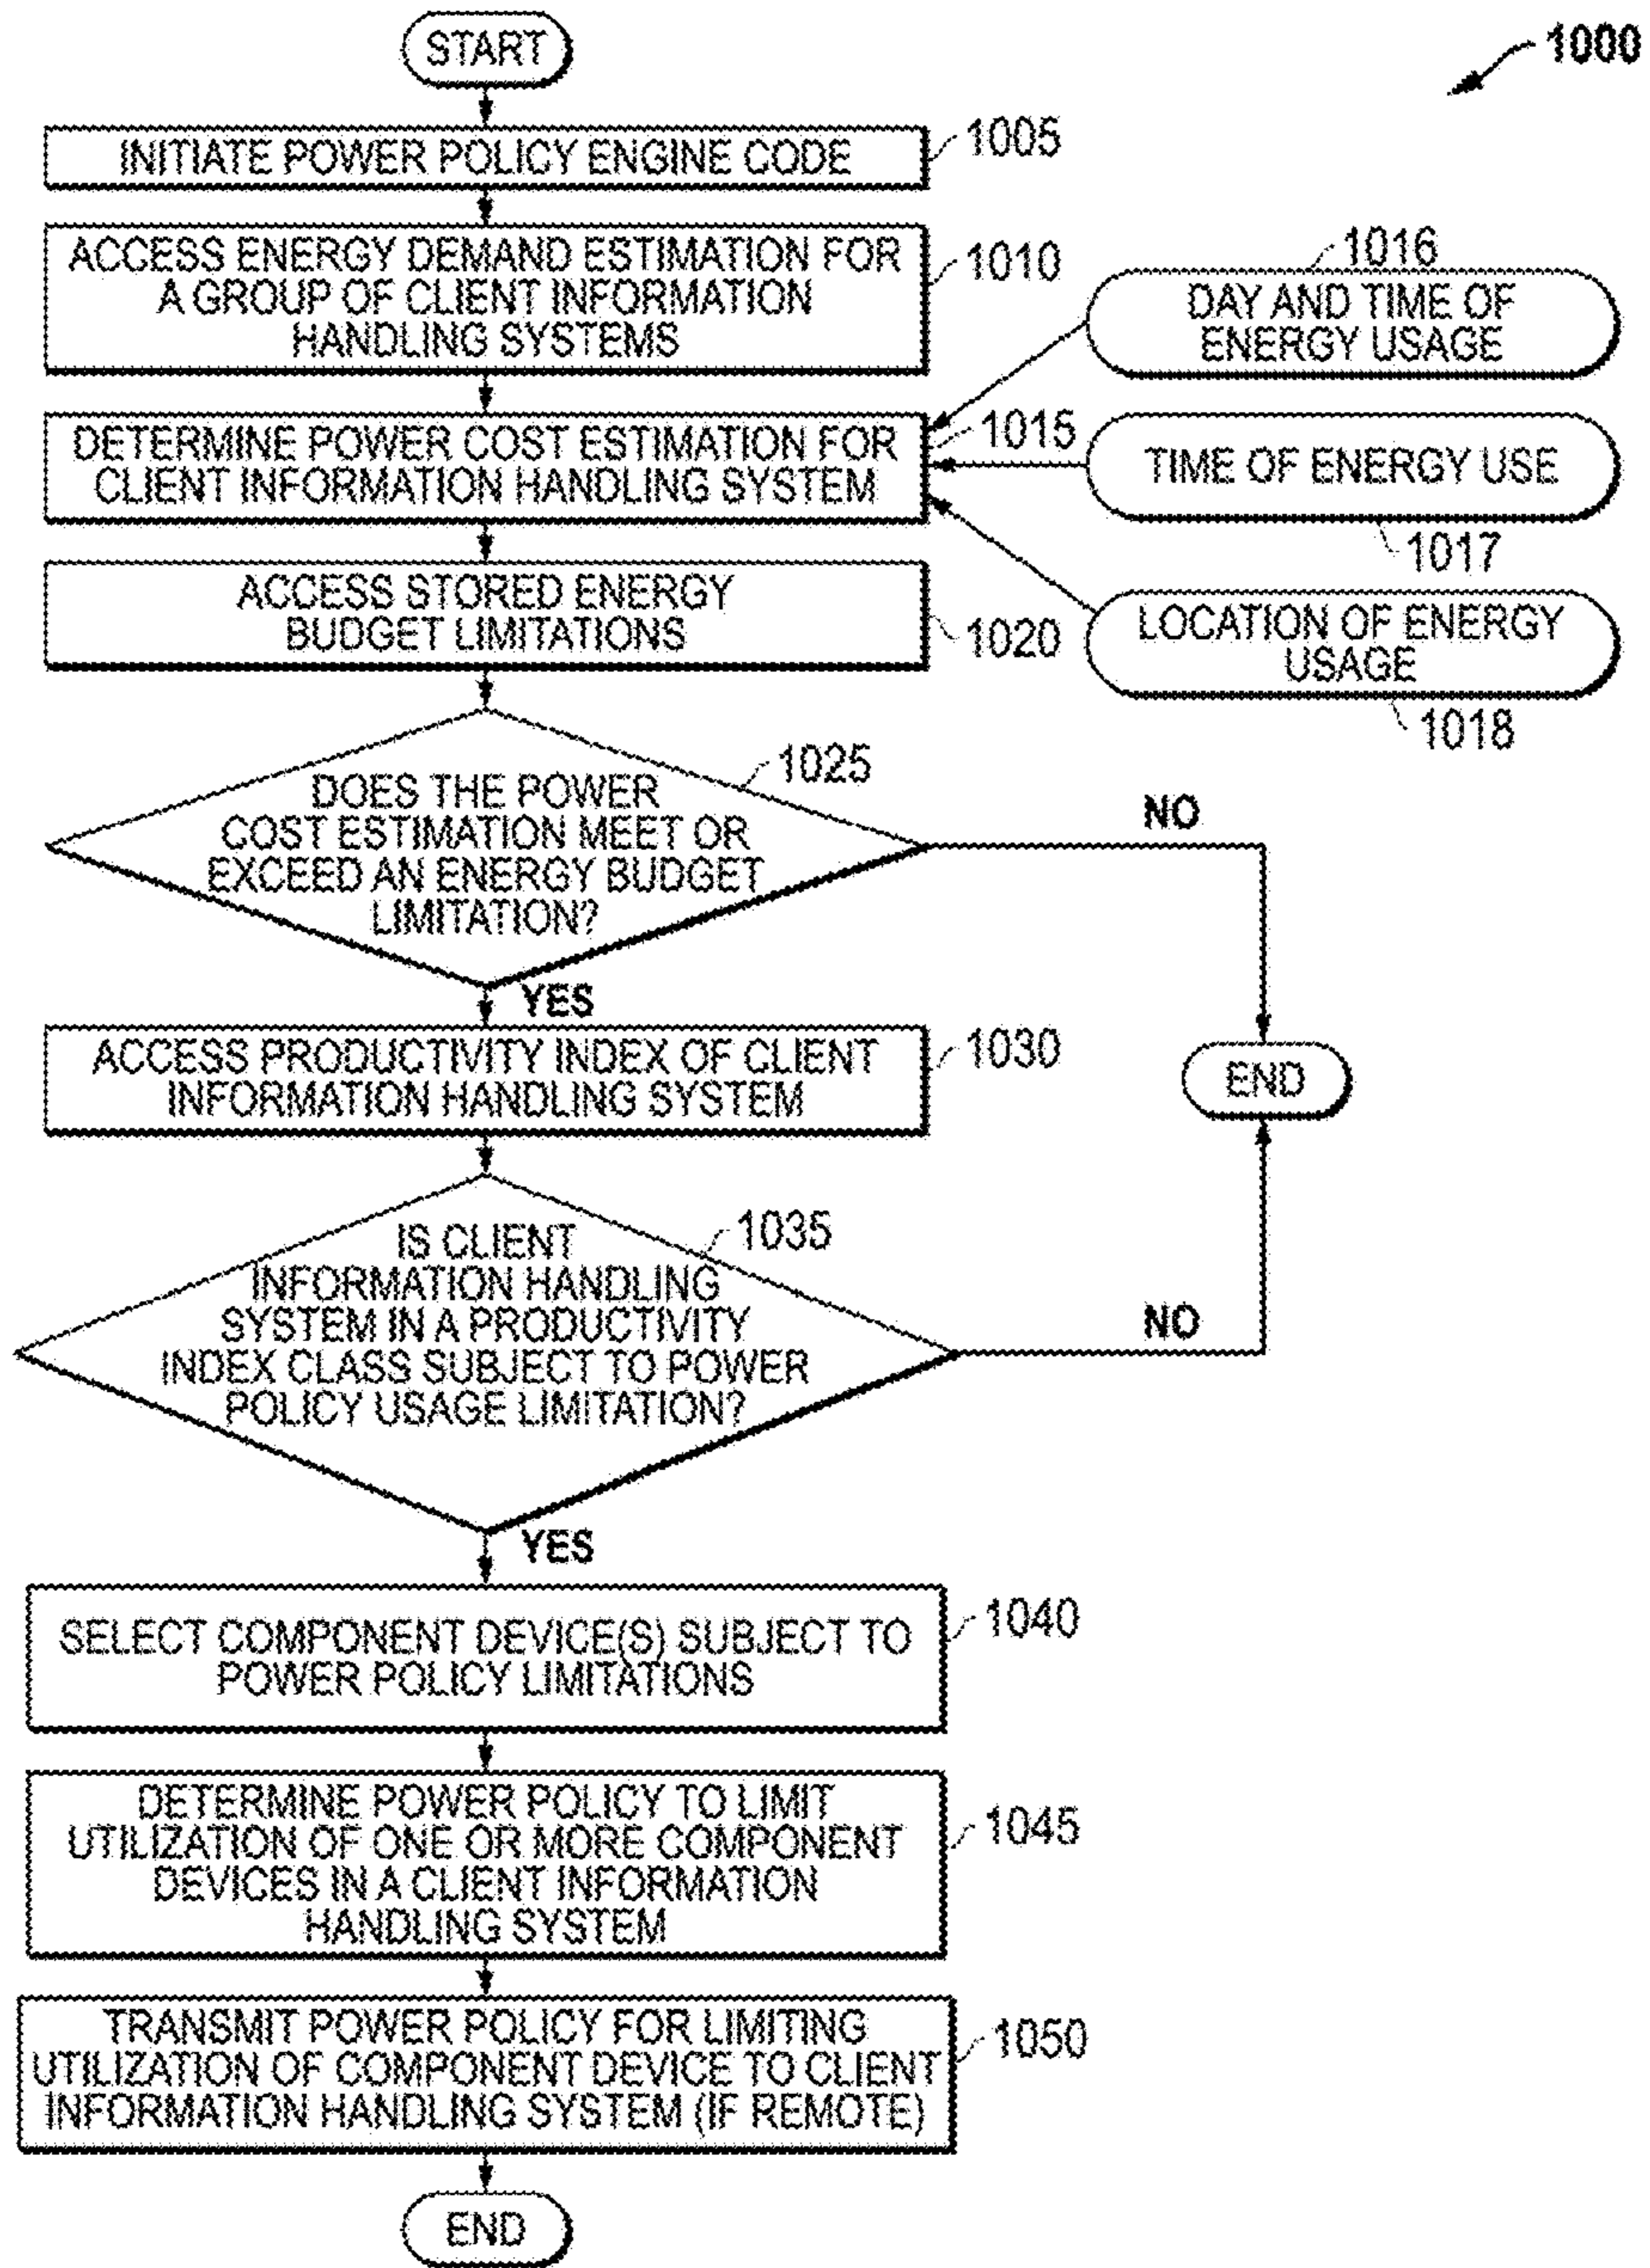 START
1000
INITIATE POWER POLICY ENGINE CODE
1005
ACCESS ENERGY DEMAND ESTIMATION FOR
A GROUP OF CLIENT INFORMATION
HANDLING SYSTEMS
1010
1016
DAY AND TIME OF
ENERGY USAGE
DETERMINE POWER COST ESTIMATION FOR
CLIENT INFORMATION HANDLING SYSTEM
1015
TIME OF ENERGY USE
1017
ACCESS STORED ENERGY
BUDGET LIMITATIONS
1020
LOCATION OF ENERGY
USAGE
1018
DOES THE POWER
COST ESTIMATION MEET OR
EXCEED AN ENERGY BUDGET
LIMITATION?
1025
NO
YES
ACCESS PRODUCTIVITY INDEX OF CLIENT
INFORMATION HANDLING SYSTEM
1030
END
IS CLIENT
INFORMATION HANDLING
SYSTEM IN A PRODUCTIVITY
INDEX CLASS SUBJECT TO POWER
POLICY USAGE LIMITATION?
1035
NO
YES
SELECT COMPONENT DEVICE(S) SUBJECT TO
POWER POLICY LIMITATIONS
1040
DETERMINE POWER POLICY TO LIMIT
UTILIZATION OF ONE OR MORE COMPONENT
DEVICES IN A CLIENT INFORMATION
HANDLING SYSTEM
1045
TRANSMIT POWER POLICY FOR LIMITING
UTILIZATION OF COMPONENT DEVICE TO CLIENT
INFORMATION HANDLING SYSTEM (IF REMOTE)
1050
END